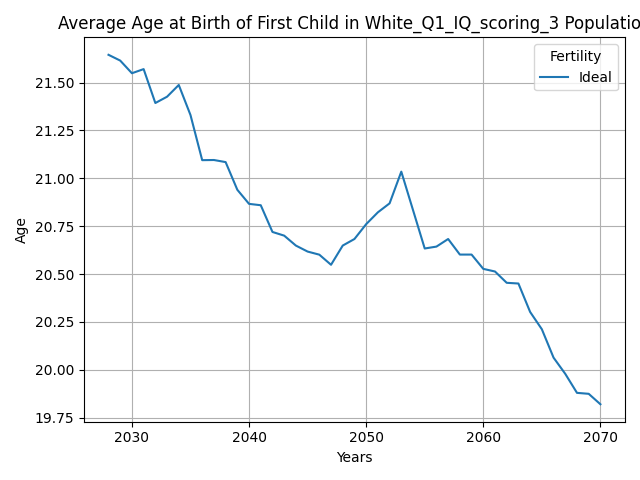 Average Age at Birth of First Child in White_Q1_IQ_scoring_3 Populatio
Fertility
Ideal
21.50
21.25
21.00
20.75
20.50
20.25
20.00
19.75
Age
2030 2040 2050 2060 2070
Years